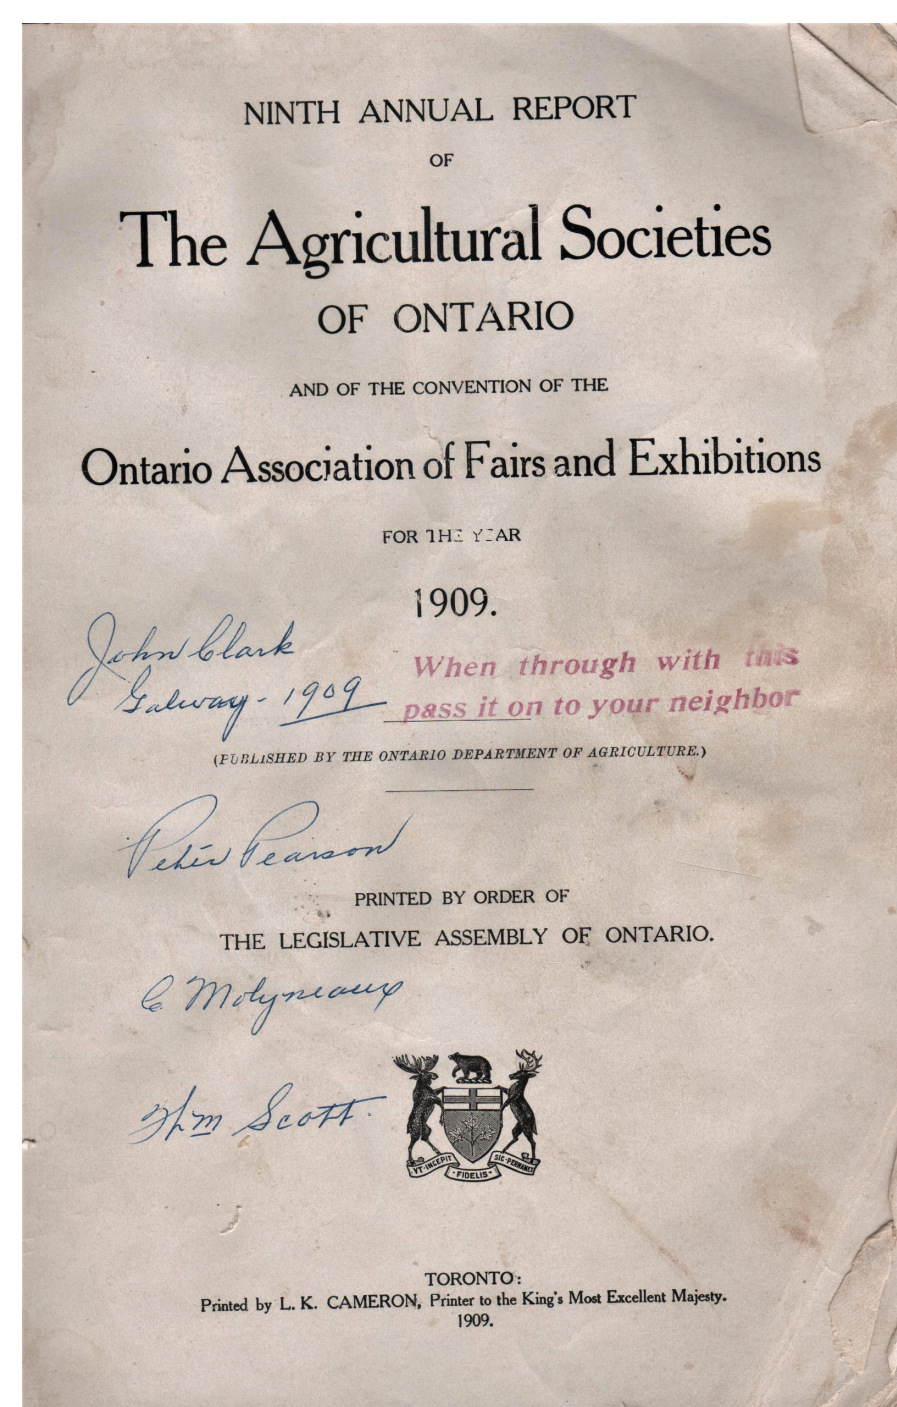 NINTH ANNUAL REPORT
OF
The Agricultural Societies
OF ONTARIO
AND OF THE CONVENTION OF THE
Ontario Association of Fairs and Exhibitions
FOR THE YEAR
1909.
John Clark
Galway - 1909
When through with this
pass it on to your neighbor
(PUBLISHED BY THE ONTARIO DEPARTMENT OF AGRICULTURE.)
Peter Pearson
PRINTED BY ORDER OF
THE LEGISLATIVE ASSEMBLY OF ONTARIO.
C Molyneaux
Wm Scott.
VT·INCEPIT
·FIDELIS·
SIC·PERMANET
TORONTO:
Printed by L. K. CAMERON, Printer to the King's Most Excellent Majesty.
1909.